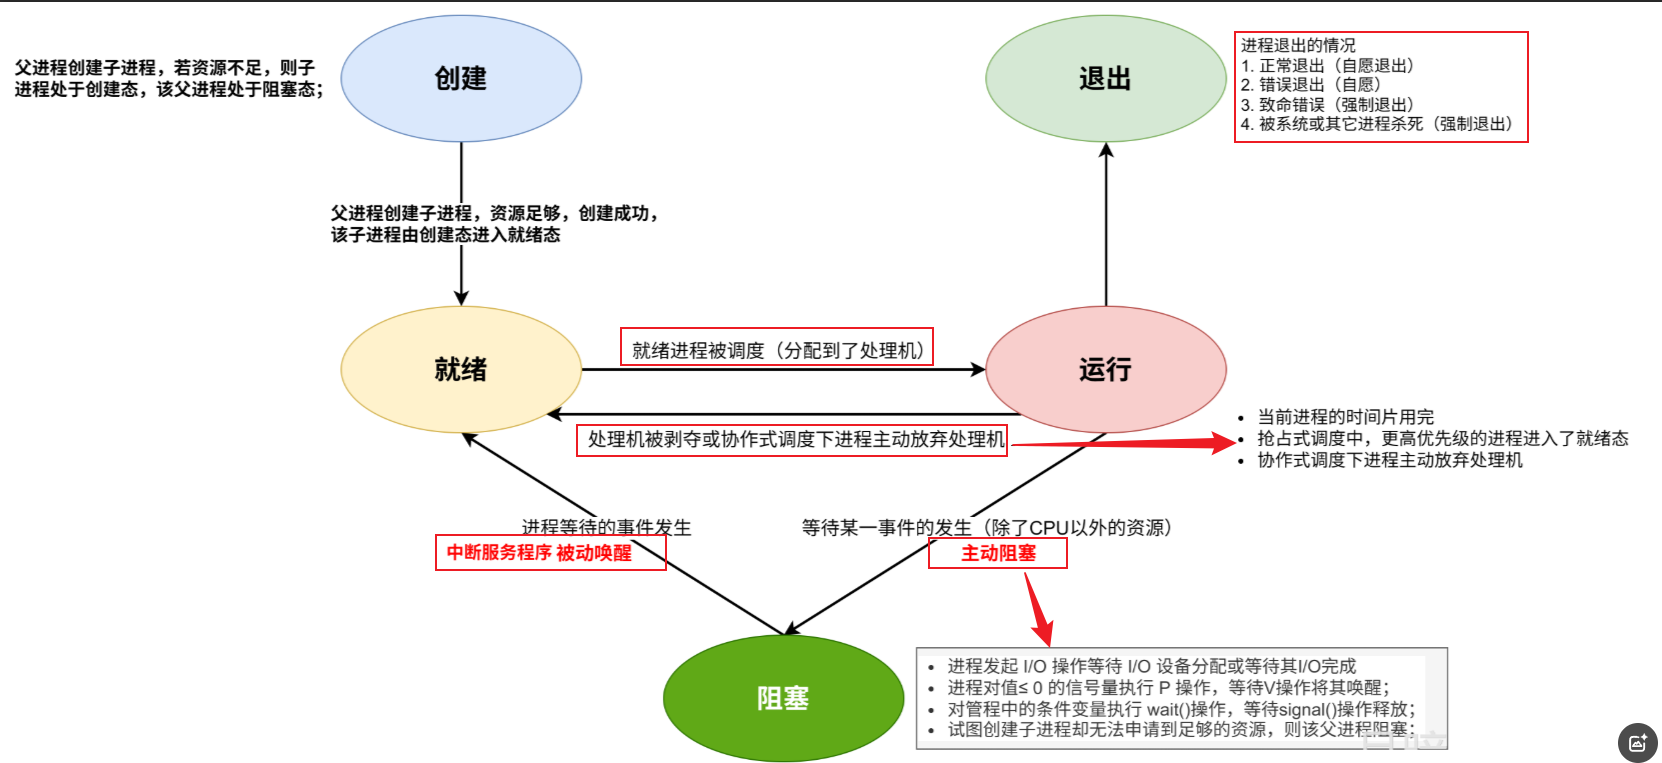 父进程创建子进程，若资源不足，则子
进程处于创建态，该父进程处于阻塞态；
创建
退出
进程退出的情况
1. 正常退出（自愿退出）
2. 错误退出（自愿）
3. 致命错误（强制退出）
4. 被系统或其它进程杀死（强制退出）
父进程创建子进程，资源足够，创建成功，
该子进程由创建态进入就绪态
就绪
就绪进程被调度（分配到了处理机）
运行
处理机被剥夺或协作式调度下进程主动放弃处理机
• 当前进程的时间片用完
• 抢占式调度中，更高优先级的进程进入了就绪态
• 协作式调度下进程主动放弃处理机
进程等待的事件发生
中断服务程序 被动唤醒
等待某一事件的发生（除了CPU以外的资源）
主动阻塞
阻塞
• 进程发起 I/O 操作等待 I/O 设备分配或等待其I/O完成
• 进程对值≤ 0 的信号量执行 P 操作，等待V操作将其唤醒；
• 对管程中的条件变量执行 wait()操作，等待signal()操作释放；
• 试图创建子进程却无法申请到足够的资源，则该父进程阻塞；